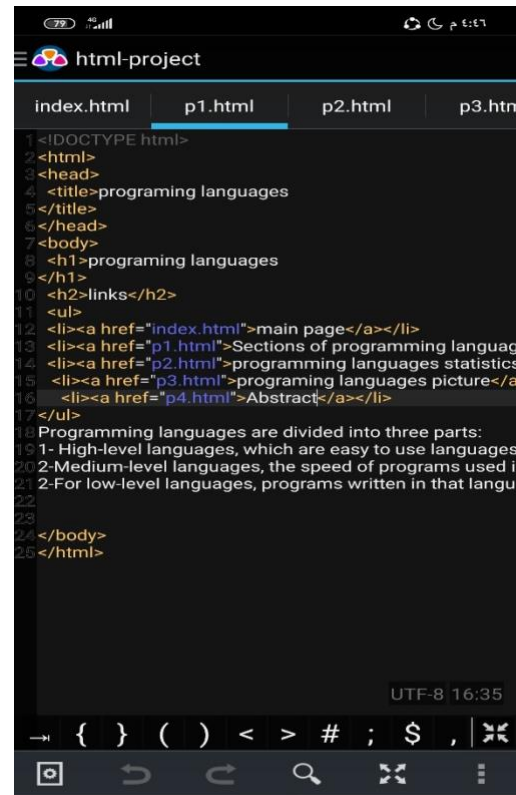 79 4G ٤:٤٦ م
html-project
index.html p1.html p2.html p3.htm
1 <!DOCTYPE html>
2 <html>
3 <head>
4 <title>programing languages
5 </title>
6 </head>
7 <body>
8 <h1>programing languages
9 </h1>
10 <h2>links</h2>
11 <ul>
12 <li><a href="index.html">main page</a></li>
13 <li><a href="p1.html">Sections of programming languag
14 <li><a href="p2.html">programming languages statistics
15 <li><a href="p3.html">programing languages picture</a
16 <li><a href="p4.html">Abstract</a></li>
17 </ul>
18 Programming languages are divided into three parts:
19 1- High-level languages, which are easy to use languages
20 2-Medium-level languages, the speed of programs used i
21 2-For low-level languages, programs written in that langu
22
23
24 </body>
25 </html>
UTF-8 16:35
{ } ( ) < > # ; $ ,